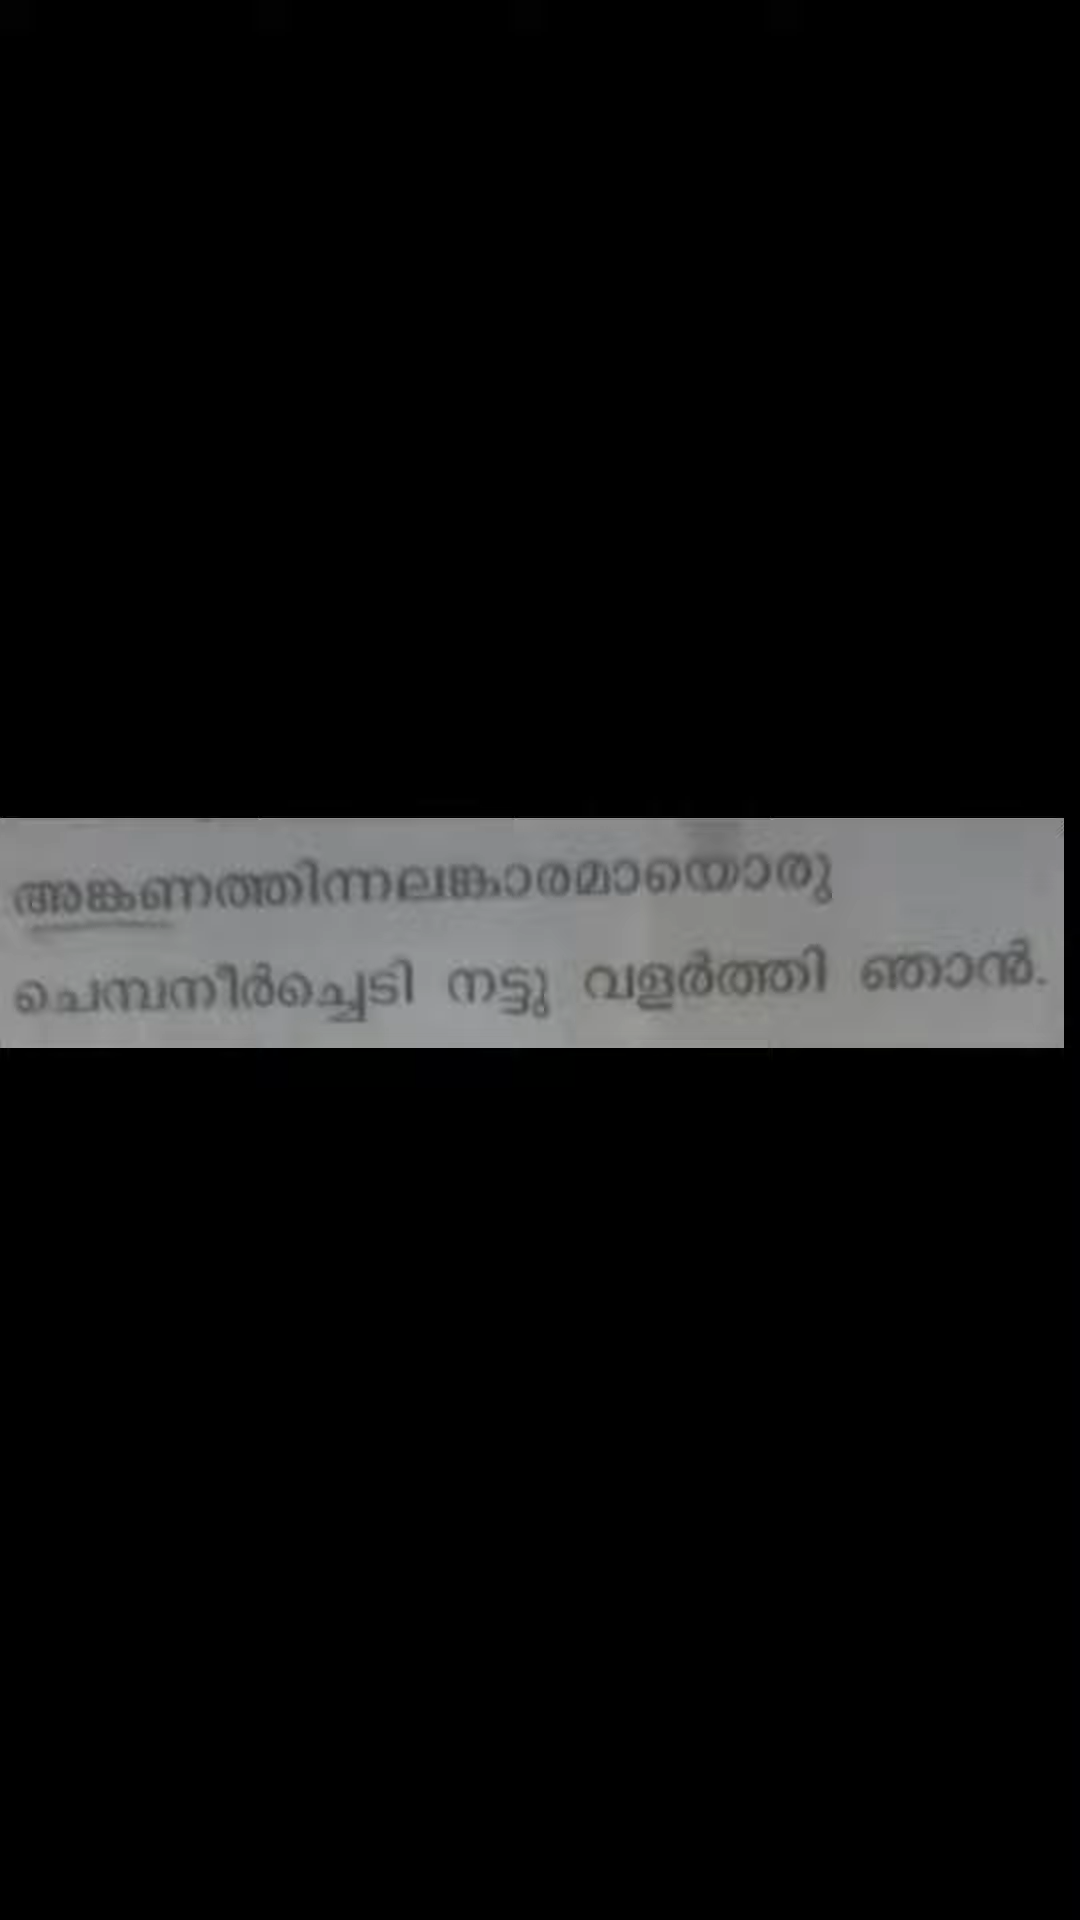 അങ്കണത്തിന്നലങ്കാരമായൊരു
ചെമ്പനീർച്ചെടി നട്ടു വളർത്തി ഞാൻ.